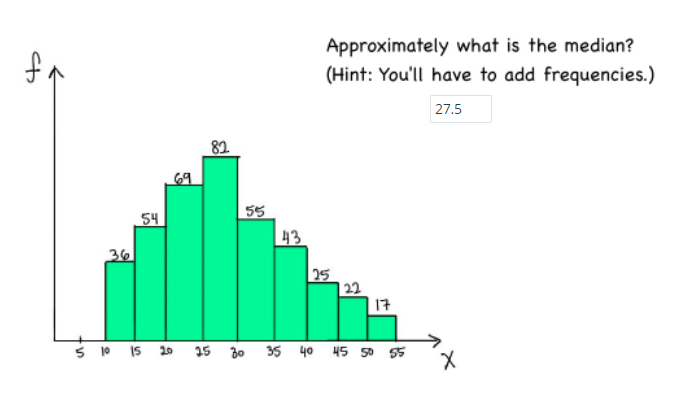 Approximately what is the median?
(Hint: You'll have to add frequencies.)
27.5
f
82
69
54
55
36
43
25
22
17
5 10 15 20 25 30 35 40 45 50 55
x